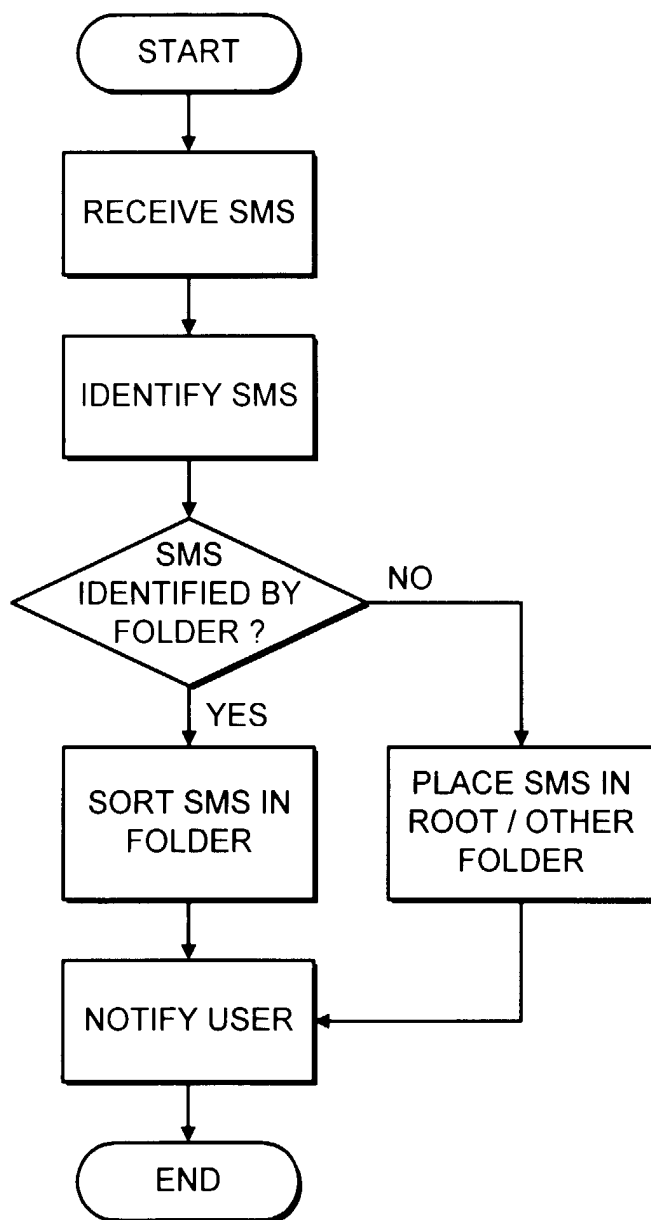 START
RECEIVE SMS
IDENTIFY SMS
SMS
IDENTIFIED BY
FOLDER ?
NO
YES
SORT SMS IN
FOLDER
PLACE SMS IN
ROOT / OTHER
FOLDER
NOTIFY USER
END